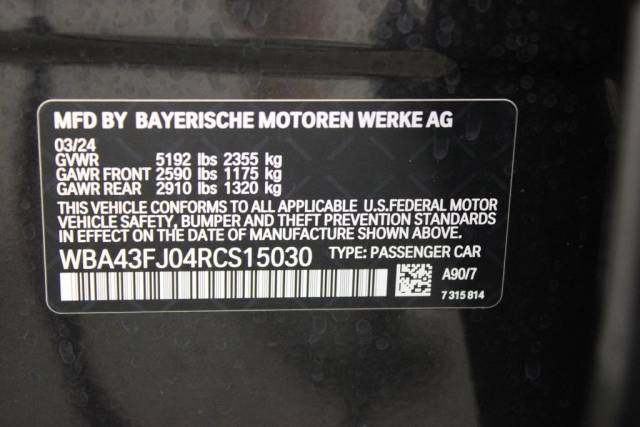 MFD BY BAYERISCHE MOTOREN WERKE AG
03/24
GVWR 5192 lbs 2355 kg
GAWR FRONT 2590 lbs 1175 kg
GAWR REAR 2910 lbs 1320 kg
THIS VEHICLE CONFORMS TO ALL APPLICABLE U.S.FEDERAL MOTOR
VEHICLE SAFETY, BUMPER AND THEFT PREVENTION STANDARDS
IN EFFECT ON THE DATE OF MANUFACTURE SHOWN ABOVE.
WBA43FJ04RCS15030 TYPE: PASSENGER CAR
A90/7
7 315 814